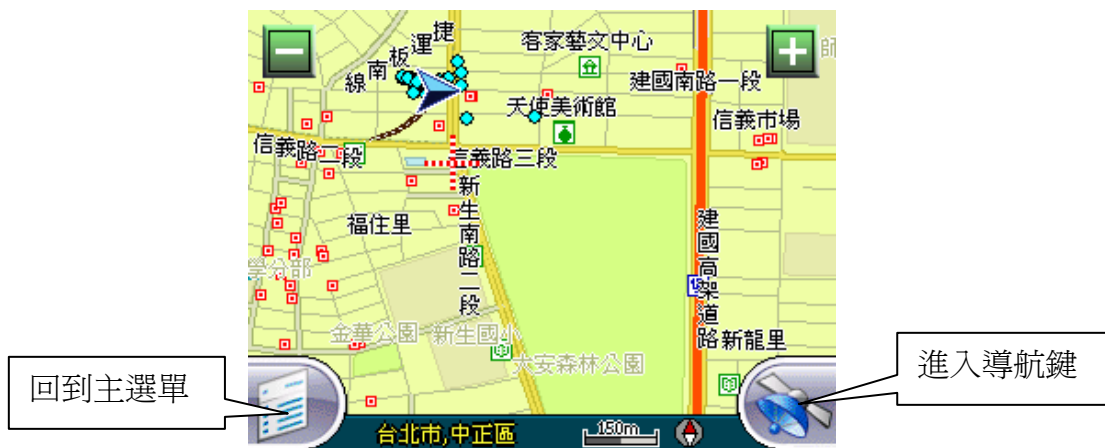 捷運板南線
客家藝文中心
師
建國南路一段
天使美術館
信義市場
信義路二段
信義路三段
新生南路二段
福住里
建國高架道路
學分部
金華公園
新生國小
新龍里
大安森林公園
回到主選單
進入導航鍵
台北市,中正區
150m